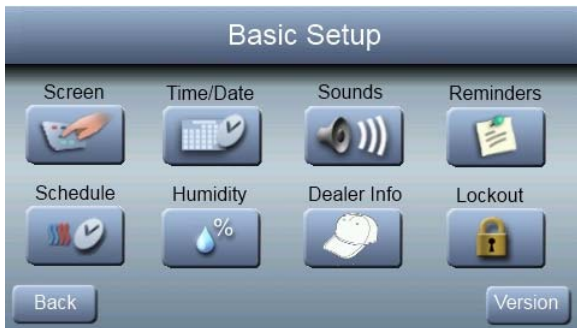 Basic Setup
Screen Time/Date Sounds Reminders
Schedule Humidity Dealer Info Lockout
%
Back Version